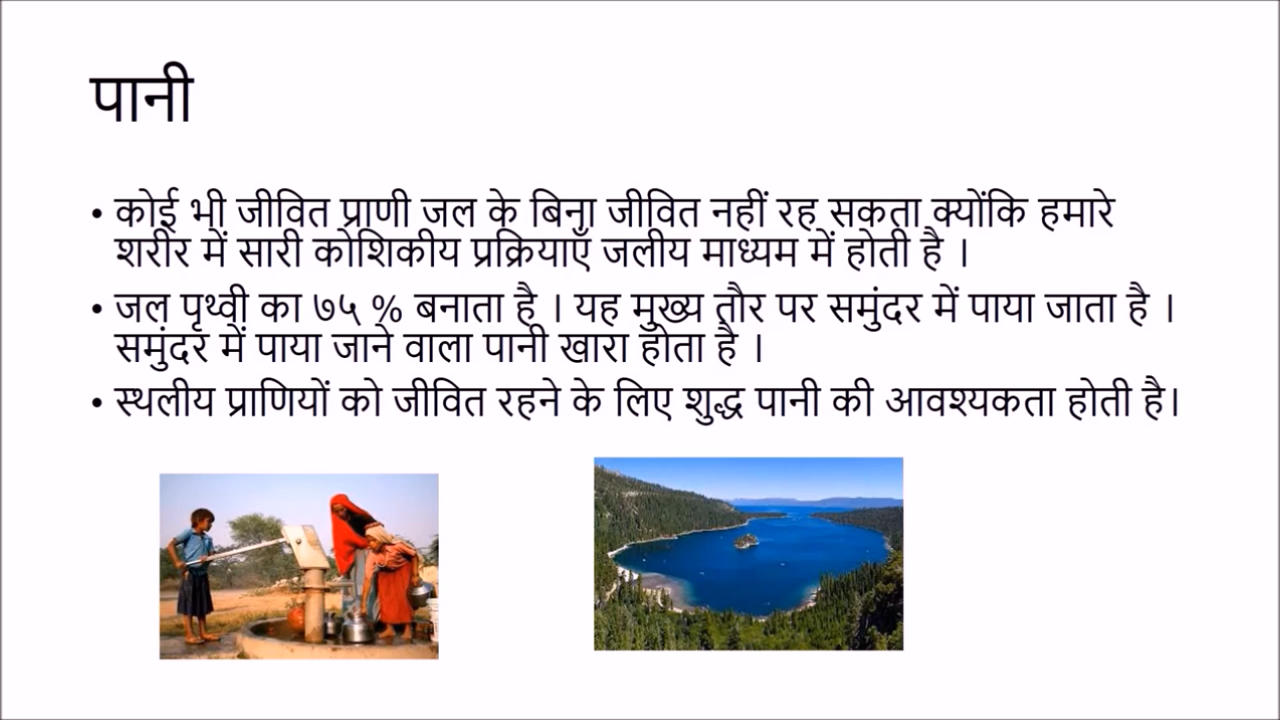 पानी
• कोई भी जीवित प्राणी जल के बिना जीवित नहीं रह सकता क्योंकि हमारे
शरीर में सारी कोशिकीय प्रक्रियाएँ जलीय माध्यम में होती है ।
• जल पृथ्वी का ७५ % बनाता है । यह मुख्य तौर पर समुंदर में पाया जाता है ।
समुंदर में पाया जाने वाला पानी खारा होता है ।
• स्थलीय प्राणियों को जीवित रहने के लिए शुद्ध पानी की आवश्यकता होती है।